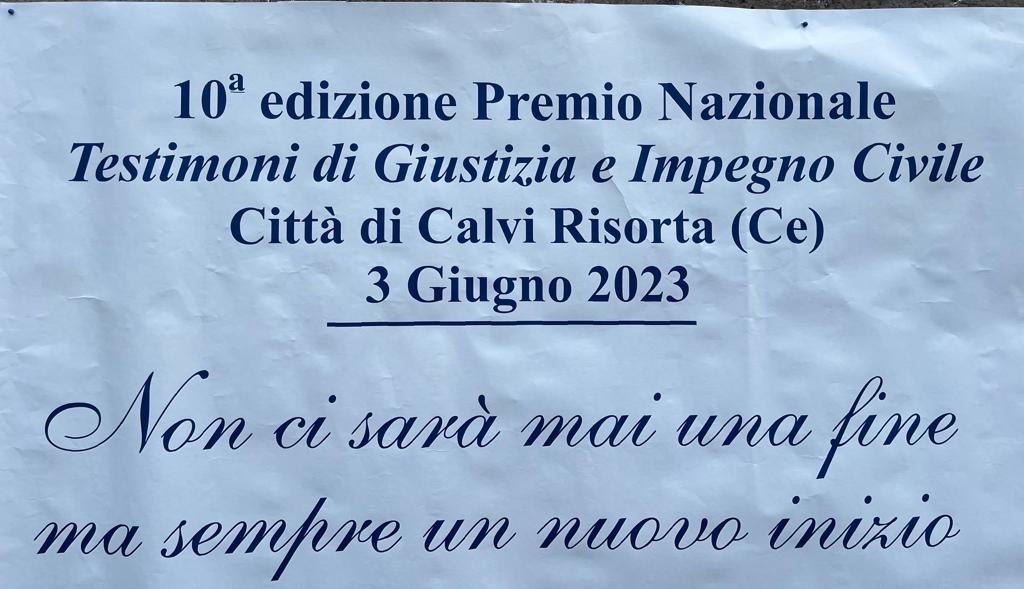 10ª edizione Premio Nazionale
Testimoni di Giustizia e Impegno Civile
Città di Calvi Risorta (Ce)
3 Giugno 2023
Non ci sarà mai una fine
ma sempre un nuovo inizio